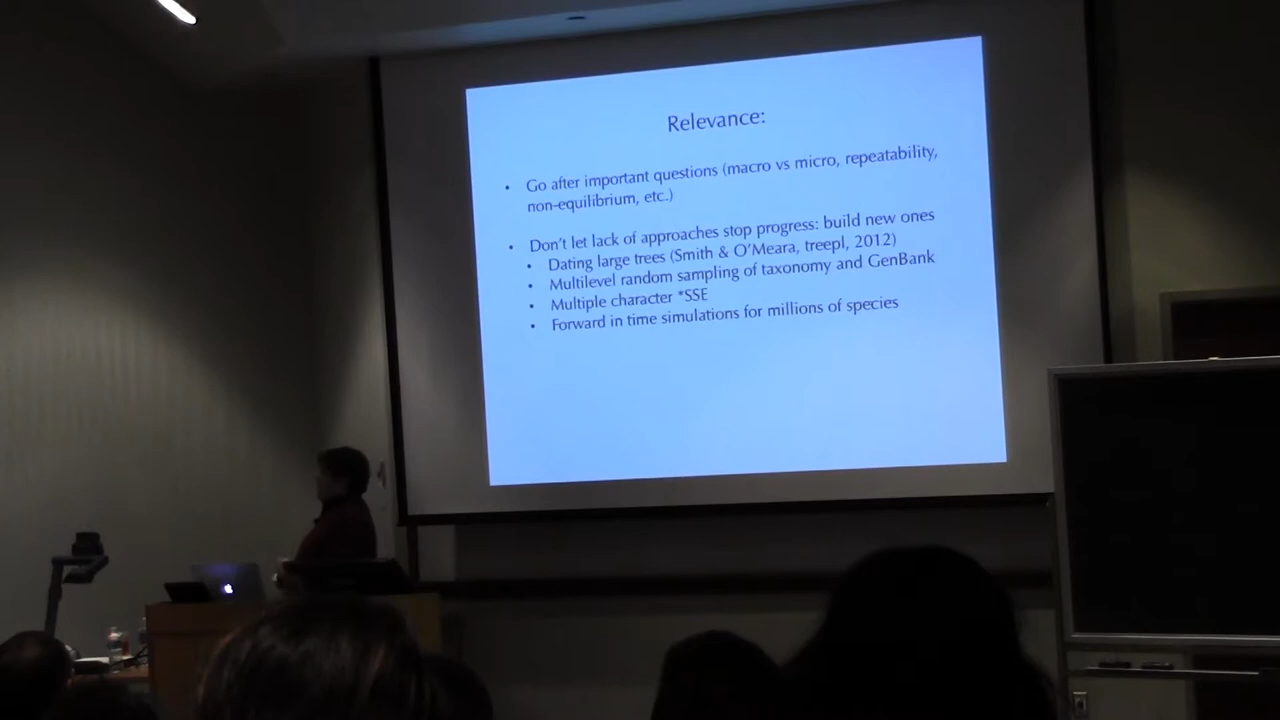 Relevance:
• Go after important questions (macro vs micro, repeatability,
non-equilibrium, etc.)
• Don't let lack of approaches stop progress: build new ones
• Dating large trees (Smith & O'Meara, treepl, 2012)
• Multilevel random sampling of taxonomy and GenBank
• Multiple character *SSE
• Forward in time simulations for millions of species